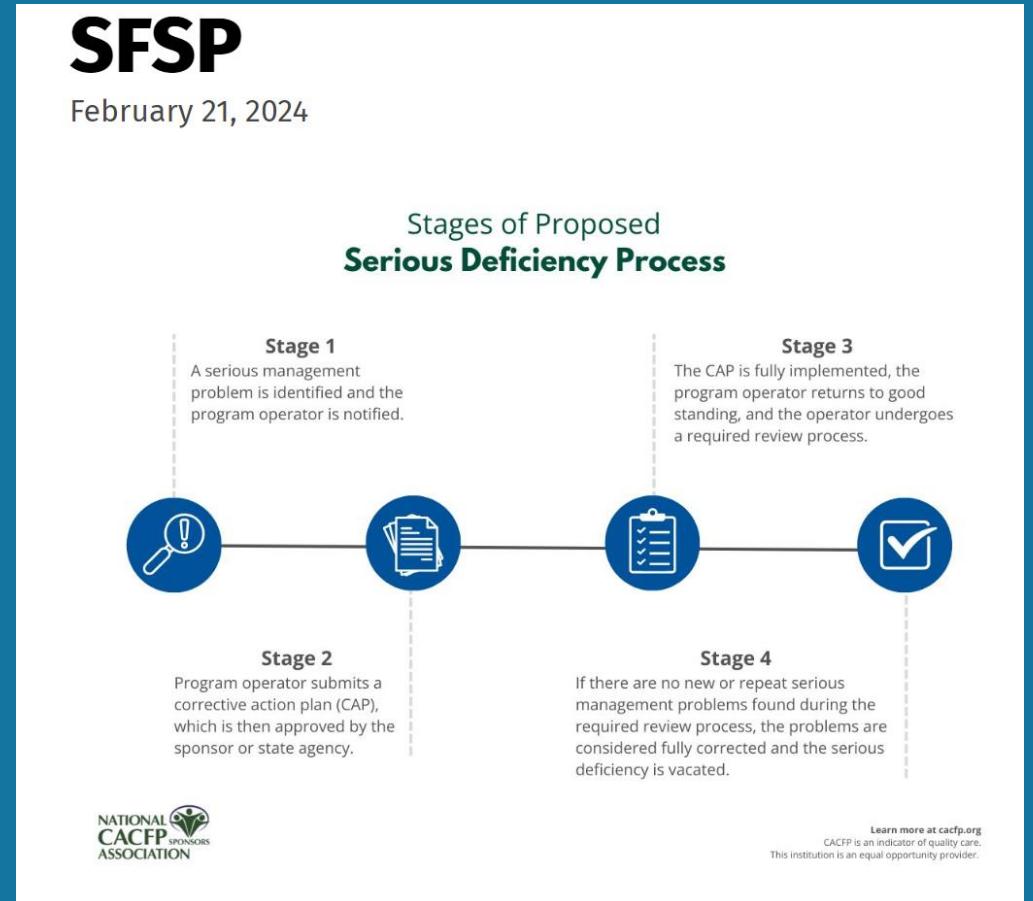 SFSP
February 21, 2024
Stages of Proposed
Serious Deficiency Process
Stage 1
A serious management
problem is identified and the
program operator is notified.
Stage 3
The CAP is fully implemented, the
program operator returns to good
standing, and the operator undergoes
a required review process.
Stage 2
Program operator submits a
corrective action plan (CAP),
which is then approved by the
sponsor or state agency.
Stage 4
If there are no new or repeat serious
management problems found during the
required review process, the problems are
considered fully corrected and the serious
deficiency is vacated.
NATIONAL
CACFP SPONSORS
ASSOCIATION
Learn more at cacfp.org
CACFP is an indicator of quality care.
This institution is an equal opportunity provider.